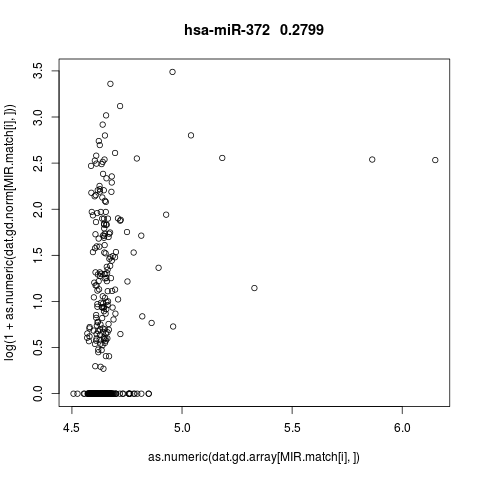 hsa-miR-372 0.2799
log(1 + as.numeric(dat.gd.norm[MIR.match[i], ]))
3.5
3.0
2.5
2.0
1.5
1.0
0.5
0.0
4.5 5.0 5.5 6.0
as.numeric(dat.gd.array[MIR.match[i], ])